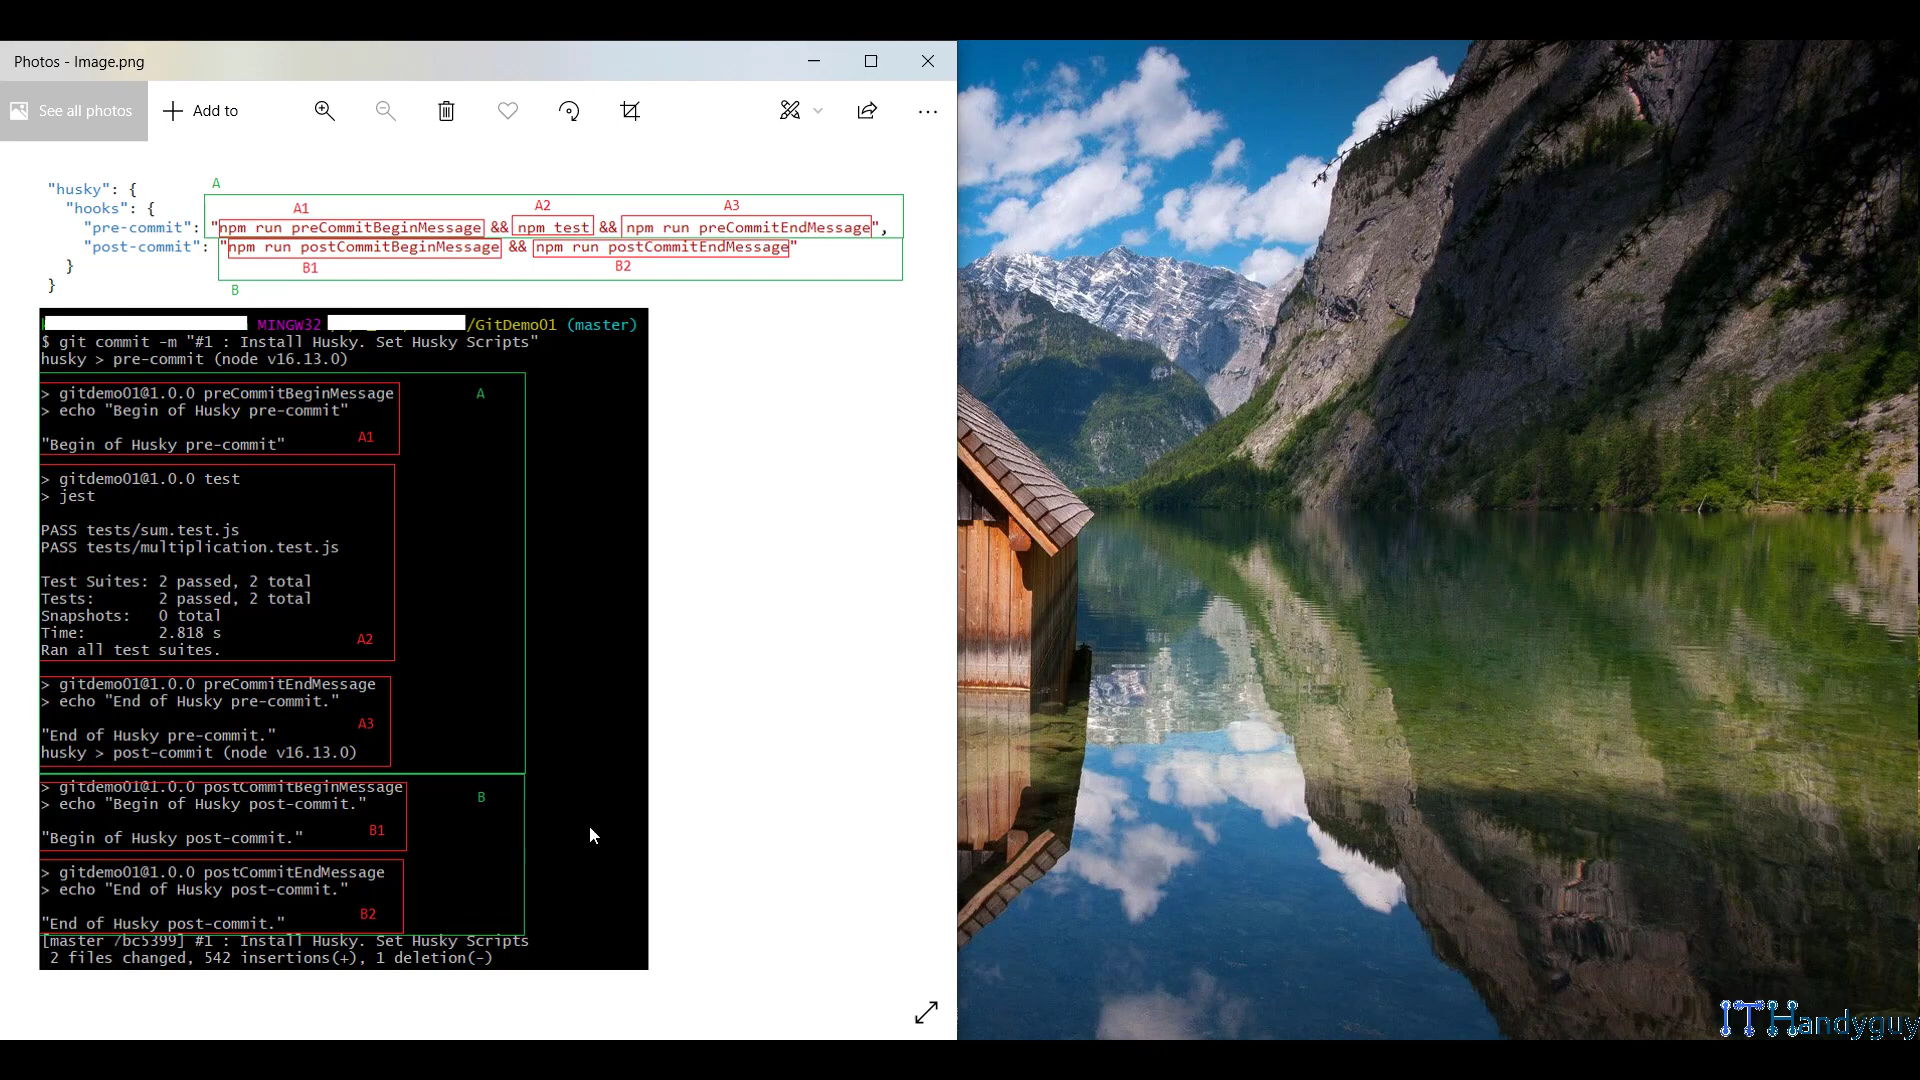 Photos - Image.png
See all photos
Add to
A
"husky": {
A1 A2 A3
"hooks": {
"pre-commit": "npm run preCommitBeginMessage && npm test && npm run preCommitEndMessage",
"post-commit": "npm run postCommitBeginMessage && npm run postCommitEndMessage"
}
B1 B2
}
B
MINGW32 /GitDemo01 (master)
$ git commit -m "#1 : Install Husky. Set Husky Scripts"
husky > pre-commit (node v16.13.0)
> gitdemo01@1.0.0 preCommitBeginMessage
A
> echo "Begin of Husky pre-commit"
"Begin of Husky pre-commit"
A1
> gitdemo01@1.0.0 test
> jest
PASS tests/sum.test.js
PASS tests/multiplication.test.js
Test Suites: 2 passed, 2 total
Tests: 2 passed, 2 total
Snapshots: 0 total
Time: 2.818 s
A2
Ran all test suites.
> gitdemo01@1.0.0 preCommitEndMessage
> echo "End of Husky pre-commit."
A3
"End of Husky pre-commit."
husky > post-commit (node v16.13.0)
> gitdemo01@1.0.0 postCommitBeginMessage
B
> echo "Begin of Husky post-commit."
B1
"Begin of Husky post-commit."
> gitdemo01@1.0.0 postCommitEndMessage
> echo "End of Husky post-commit."
B2
"End of Husky post-commit."
[master 7bc5399] #1 : Install Husky. Set Husky Scripts
2 files changed, 542 insertions(+), 1 deletion(-)
ITHandyguy